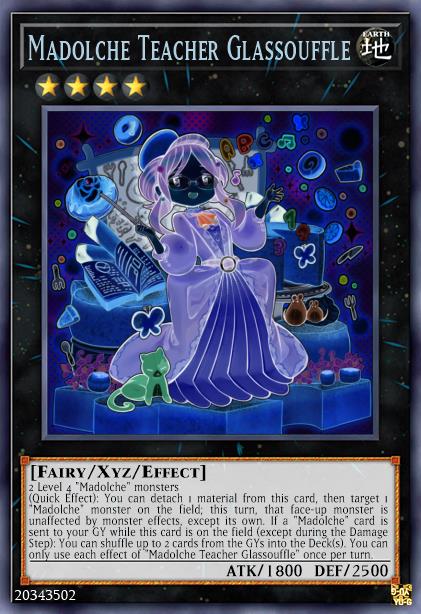 MADOLCHE TEACHER GLASSOUFFLE
EARTH
地
[FAIRY/XYZ/EFFECT]
2 Level 4 "Madolche" monsters
(Quick Effect): You can detach 1 material from this card, then target 1
"Madolche" monster on the field; this turn, that face-up monster is
unaffected by monster effects, except its own. If a "Madolche" card is
sent to your GY while this card is on the field (except during the Damage
Step): You can shuffle up to 2 cards from the GYs into the Deck(s). You can
only use each effect of "Madolche Teacher Glassouffle" once per turn.
ATK/1800 DEF/2500
20343502